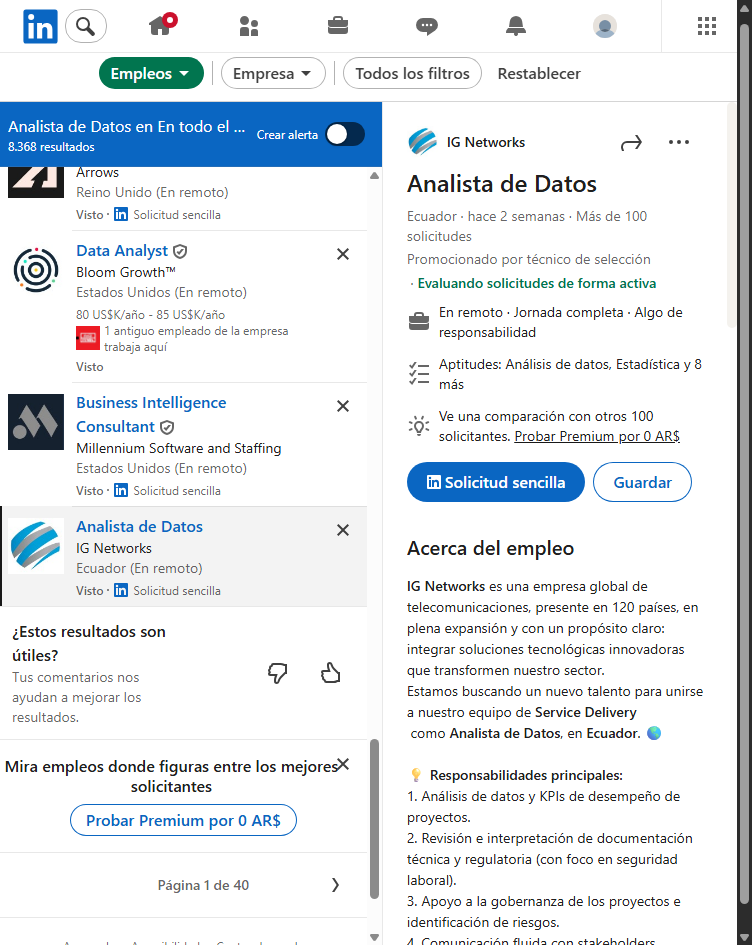 in
Empleos
Empresa
Todos los filtros
Restablecer
Analista de Datos en En todo el ...
8.368 resultados
Crear alerta
Arrows
Reino Unido (En remoto)
Visto · in Solicitud sencilla
Data Analyst
Bloom Growth™
Estados Unidos (En remoto)
80 US$K/año - 85 US$K/año
1 antiguo empleado de la empresa
trabaja aquí
Visto
Business Intelligence
Consultant
Millennium Software and Staffing
Estados Unidos (En remoto)
Visto · in Solicitud sencilla
Analista de Datos
IG Networks
Ecuador (En remoto)
Visto · in Solicitud sencilla
¿Estos resultados son
útiles?
Tus comentarios nos
ayudan a mejorar los
resultados.
Mira empleos donde figuras entre los mejores
solicitantes
Probar Premium por 0 AR$
Página 1 de 40
IG Networks
Analista de Datos
Ecuador · hace 2 semanas · Más de 100
solicitudes
Promocionado por técnico de selección
· Evaluando solicitudes de forma activa
En remoto · Jornada completa · Algo de
responsabilidad
Aptitudes: Análisis de datos, Estadística y 8
más
Ve una comparación con otros 100
solicitantes. Probar Premium por 0 AR$
in Solicitud sencilla
Guardar
Acerca del empleo
IG Networks es una empresa global de
telecomunicaciones, presente en 120 países, en
plena expansión y con un propósito claro:
integrar soluciones tecnológicas innovadoras
que transformen nuestro sector.
Estamos buscando un nuevo talento para unirse
a nuestro equipo de Service Delivery
como Analista de Datos, en Ecuador. 🌎
💡 Responsabilidades principales:
1. Análisis de datos y KPIs de desempeño de
proyectos.
2. Revisión e interpretación de documentación
técnica y regulatoria (con foco en seguridad
laboral).
3. Apoyo a la gobernanza de los proyectos e
identificación de riesgos.
4. Comunicación fluida con stakeholders